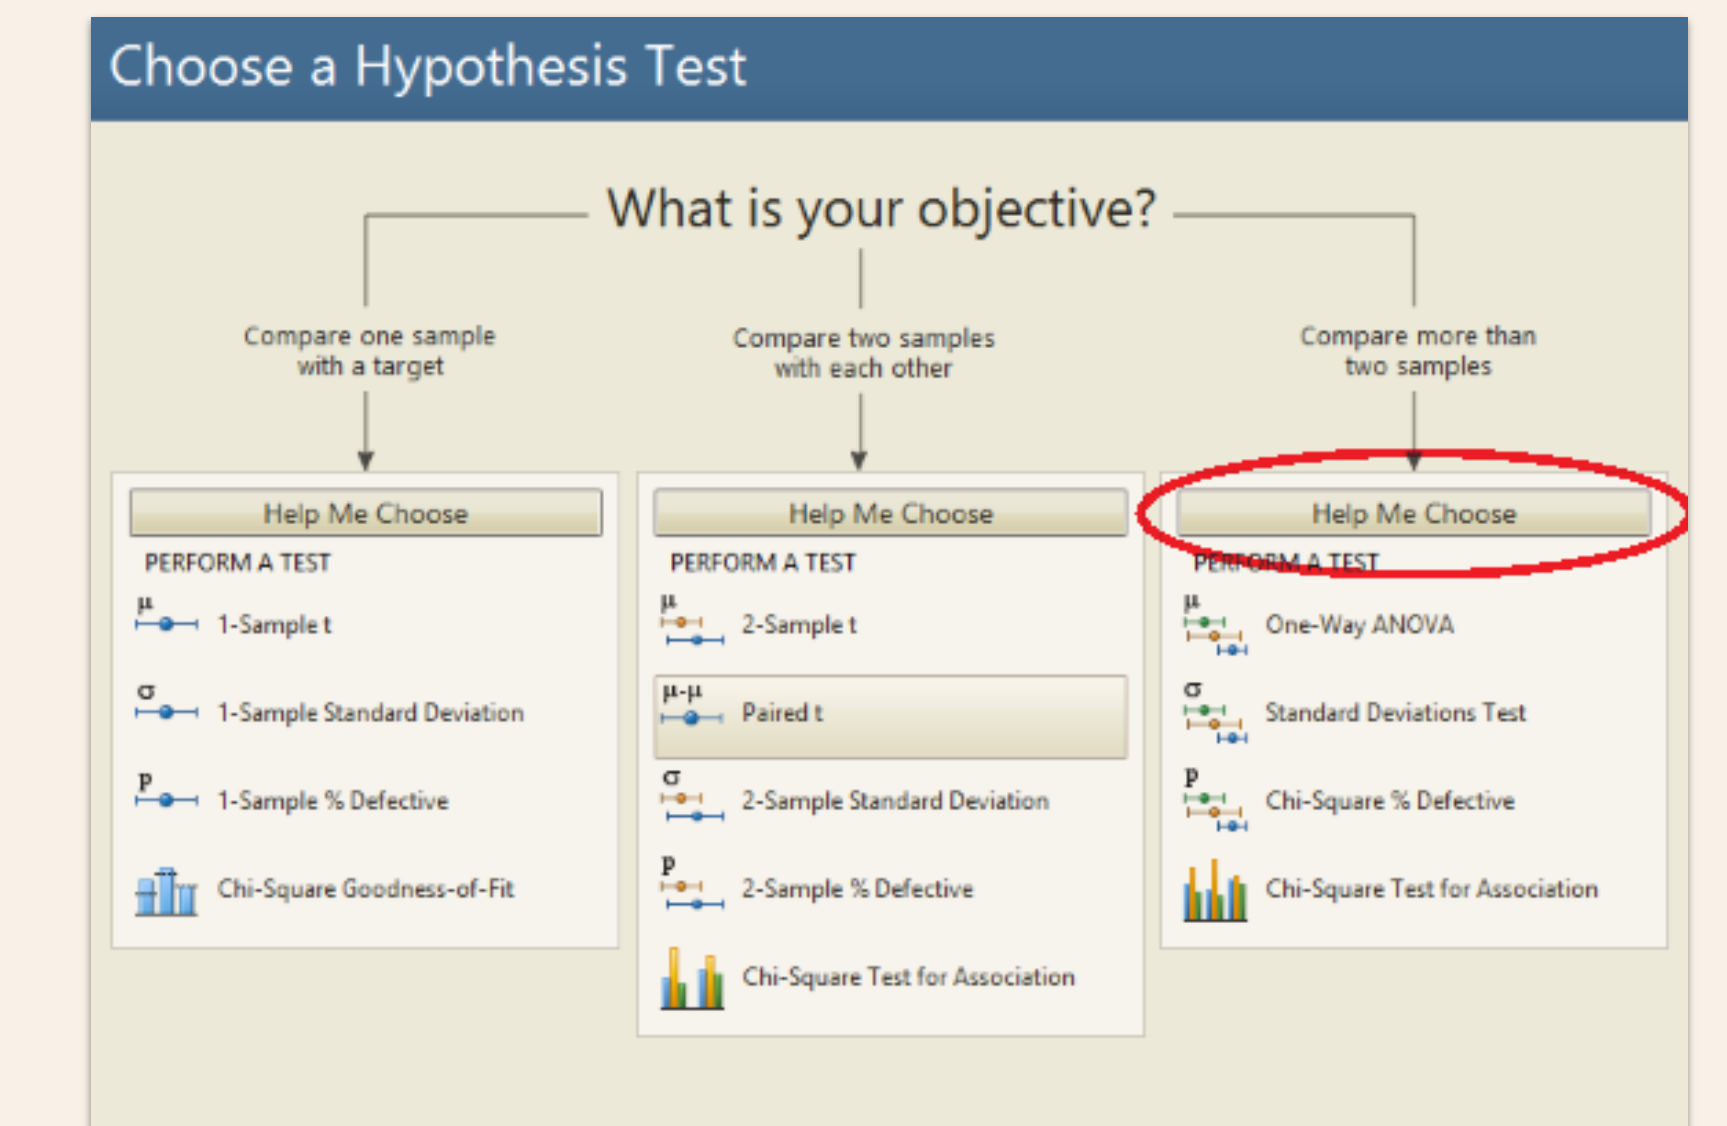 Choose a Hypothesis Test
What is your objective?
Compare one sample
with a target
Compare two samples
with each other
Compare more than
two samples
Help Me Choose
PERFORM A TEST
μ
1-Sample t
σ
1-Sample Standard Deviation
P
1-Sample % Defective
Chi-Square Goodness-of-Fit
Help Me Choose
PERFORM A TEST
μ
2-Sample t
μ-μ
Paired t
σ
2-Sample Standard Deviation
P
2-Sample % Defective
Chi-Square Test for Association
Help Me Choose
PERFORM A TEST
μ
One-Way ANOVA
σ
Standard Deviations Test
P
Chi-Square % Defective
Chi-Square Test for Association